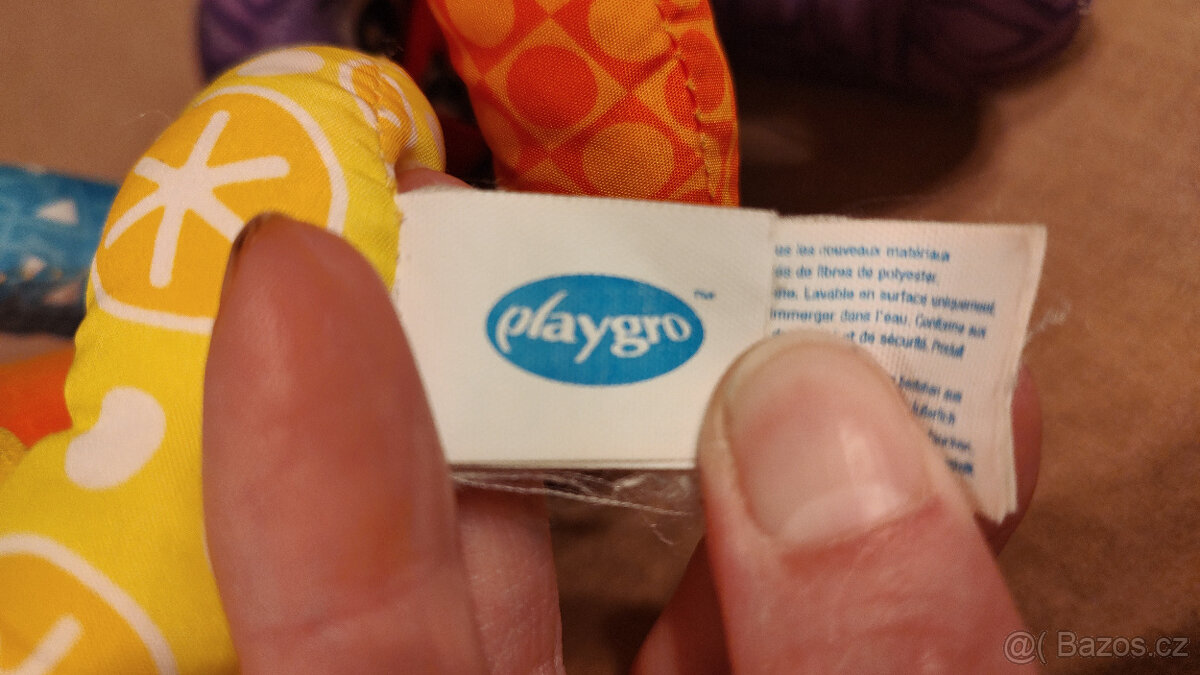 playgro
TM
les nouveaux matériaux
de fibres de polyester.
Lavable en surface uniquement
immerger dans l'eau. Conforme aux
et de sécurité. Produit
@( Bazos.cz